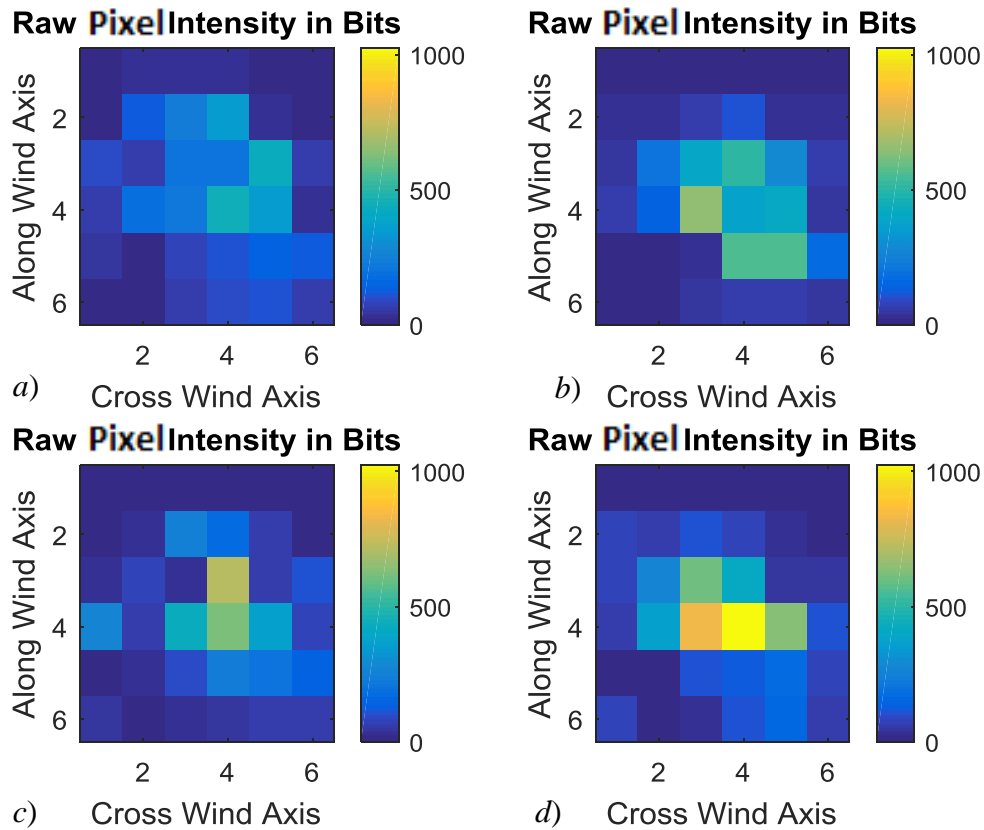 Raw Pixel Intensity in Bits
Along Wind Axis
2
4
6
2 4 6
Cross Wind Axis
1000
500
0
a)
Raw Pixel Intensity in Bits
Along Wind Axis
2
4
6
2 4 6
Cross Wind Axis
1000
500
0
b)
Raw Pixel Intensity in Bits
Along Wind Axis
2
4
6
2 4 6
Cross Wind Axis
1000
500
0
c)
Raw Pixel Intensity in Bits
Along Wind Axis
2
4
6
2 4 6
Cross Wind Axis
1000
500
0
d)